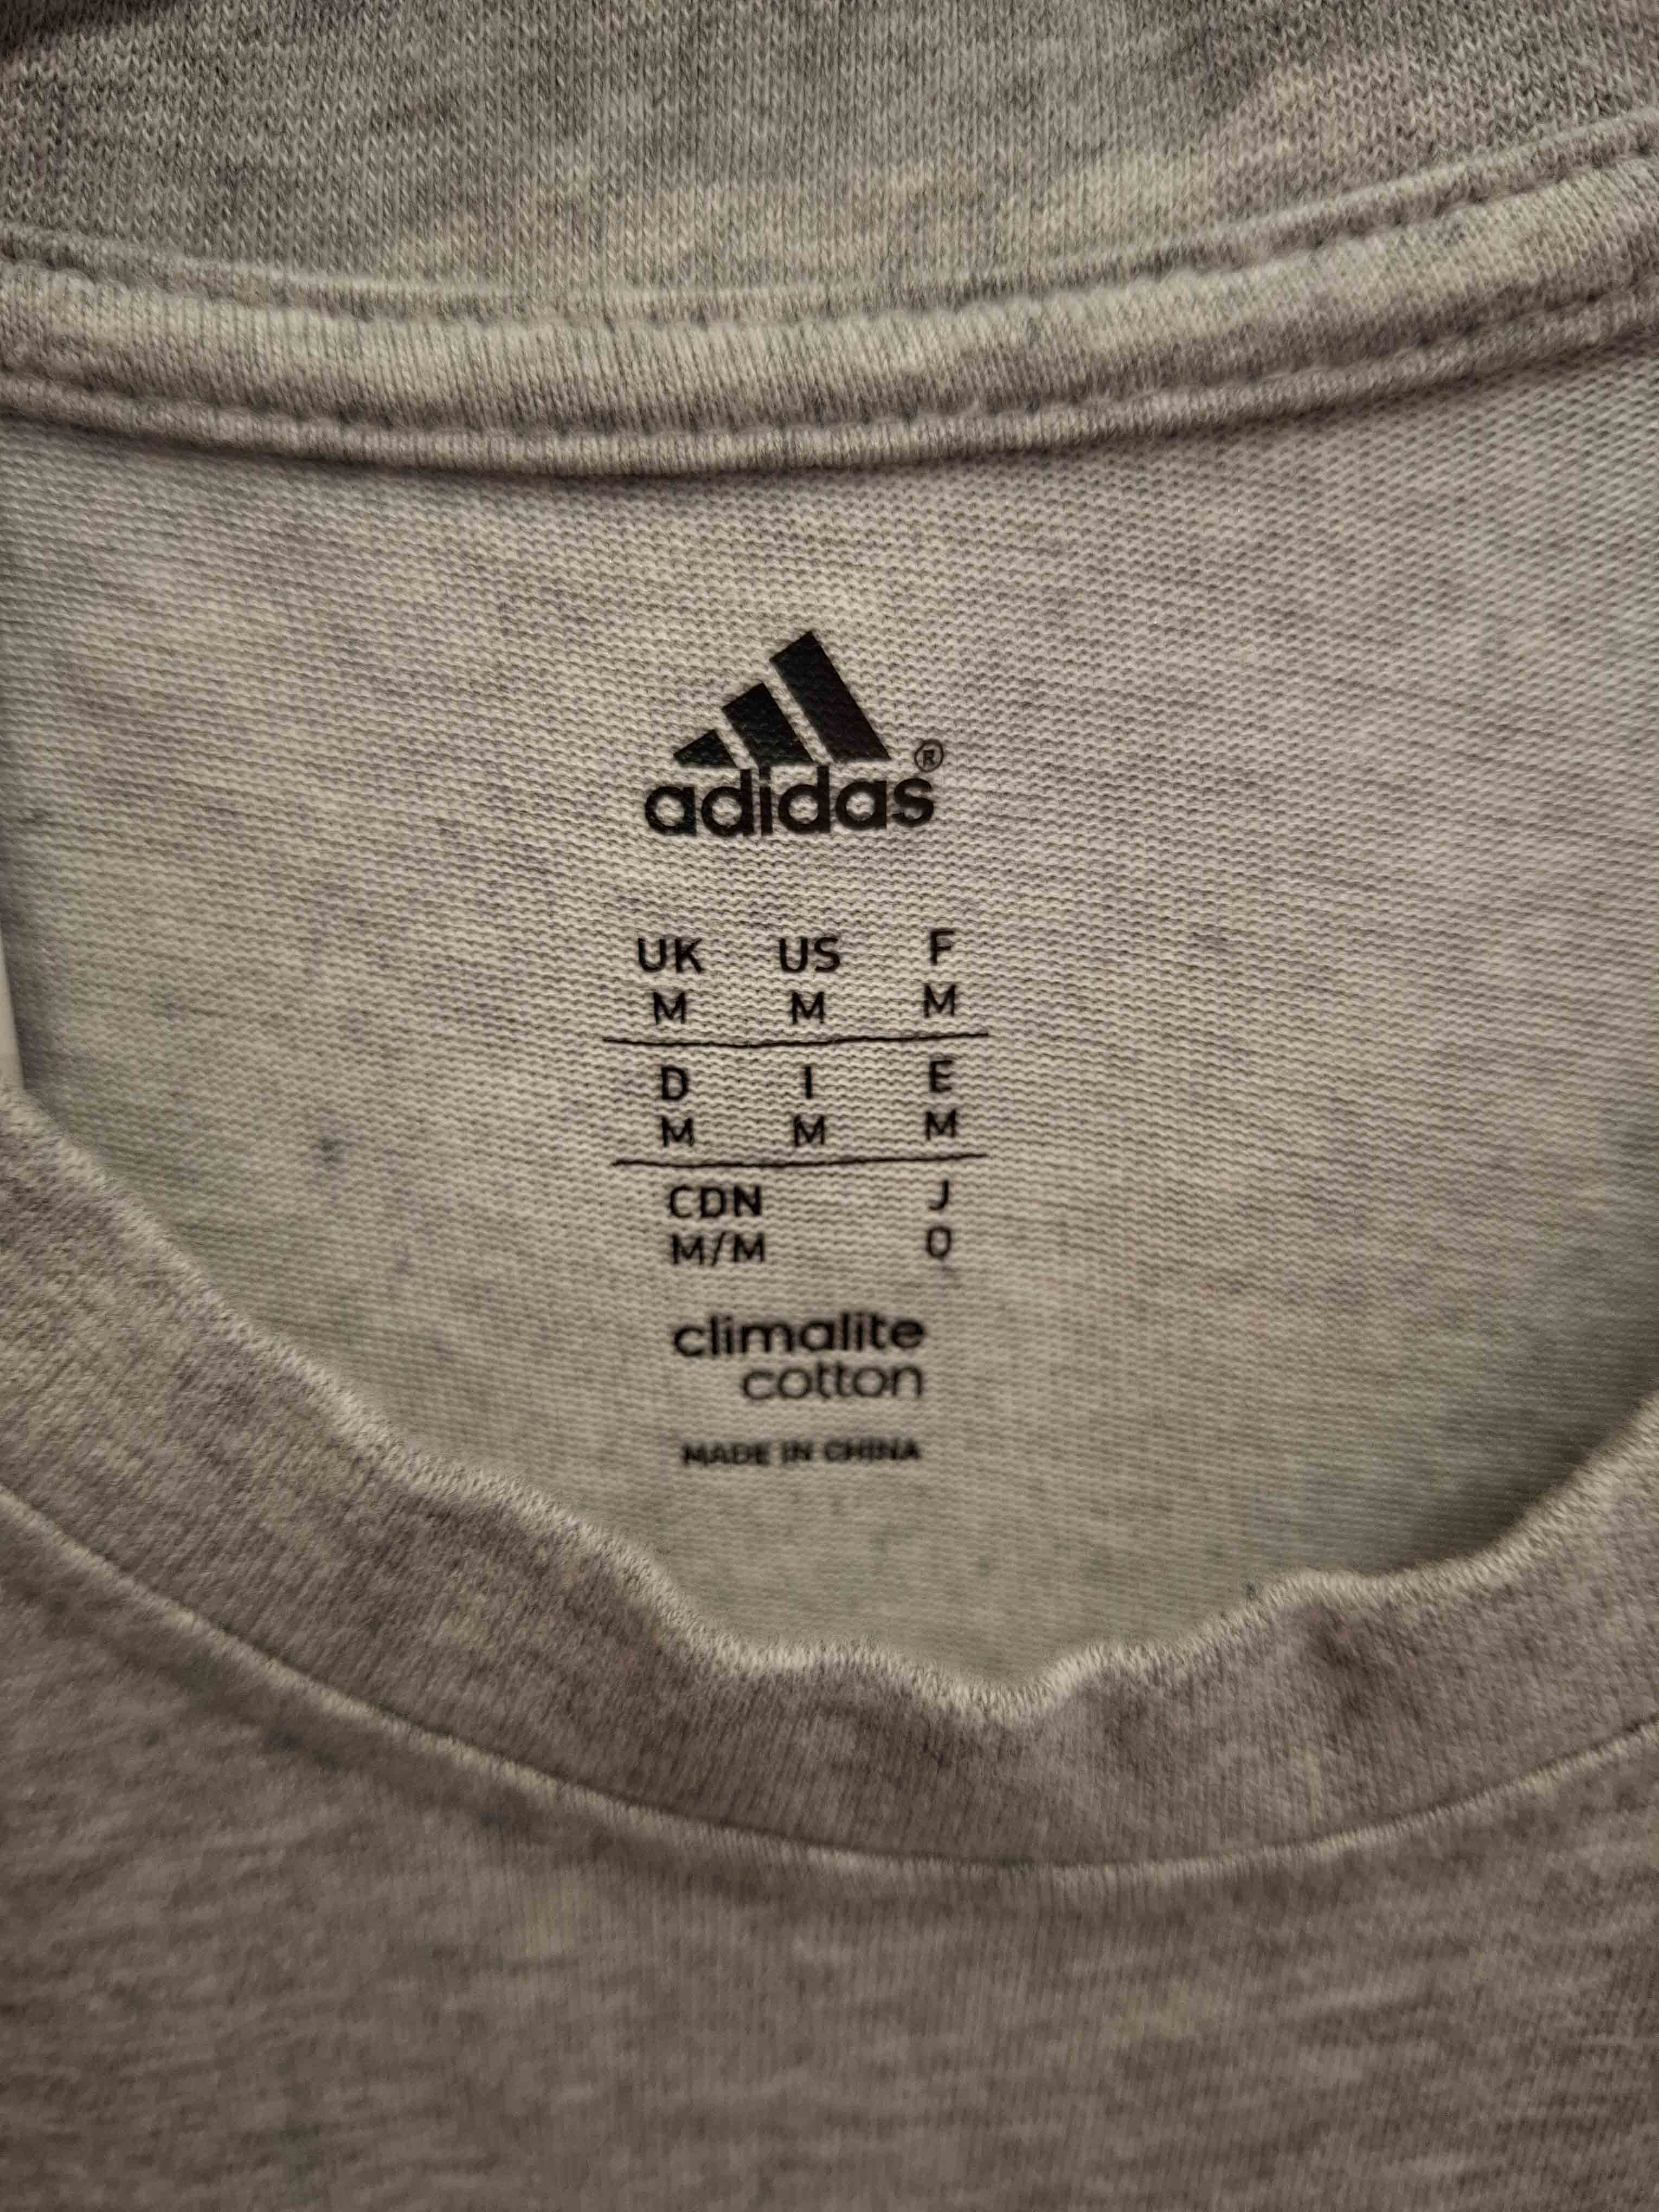 adidas®
UK US F
M M M
D I E
M M M
CDN J
M/M O
climalite
cotton
MADE IN CHINA